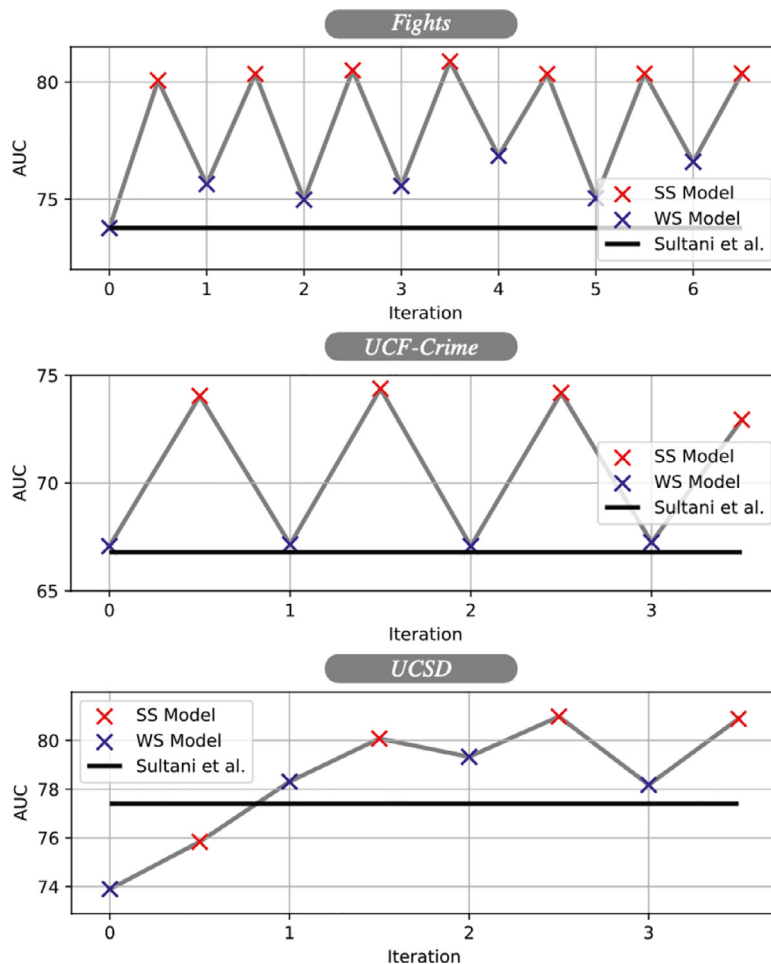 Fights
80
75
AUC
SS Model
WS Model
Sultani et al.
0 1 2 3 4 5 6
Iteration
UCF-Crime
75
70
65
AUC
SS Model
WS Model
Sultani et al.
0 1 2 3
Iteration
UCSD
80
78
76
74
AUC
SS Model
WS Model
Sultani et al.
0 1 2 3
Iteration